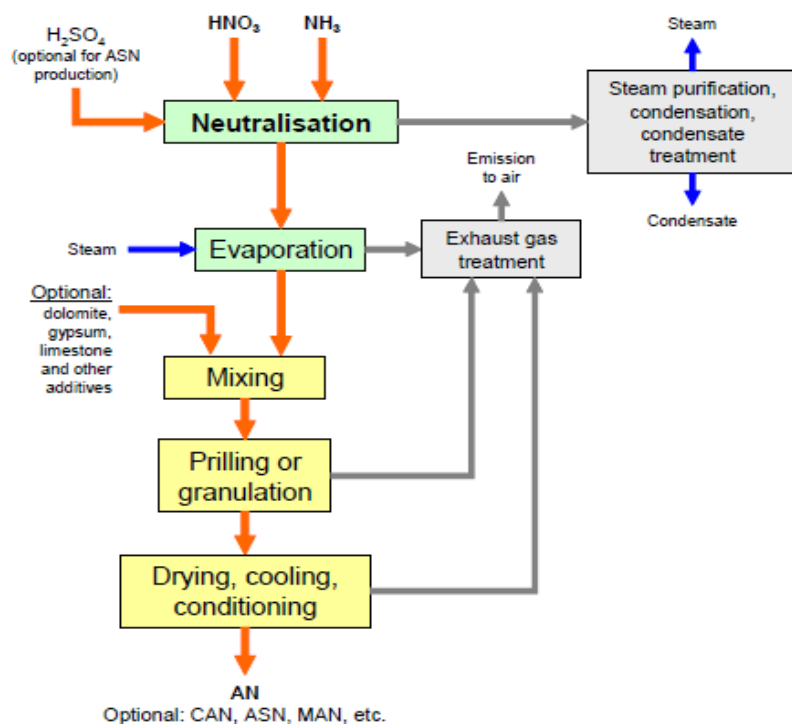 H₂SO₄
(optional for ASN
production)
HNO₃
NH₃
Steam
Neutralisation
Steam purification,
condensation,
condensate
treatment
Emission
to air
Condensate
Steam
Evaporation
Exhaust gas
treatment
Optional:
dolomite,
gypsum,
limestone
and other
additives
Mixing
Prilling or
granulation
Drying, cooling,
conditioning
AN
Optional: CAN, ASN, MAN, etc.